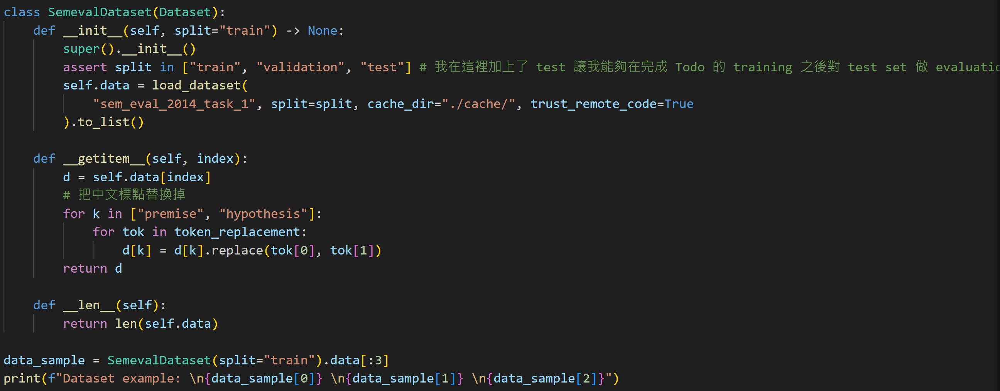 class SemevalDataset(Dataset):
    def __init__(self, split="train") -> None:
        super().__init__()
        assert split in ["train", "validation", "test"] # 我在這裡加上了 test 讓我能夠在完成 Todo 的 training 之後對 test set 做 evaluatic
        self.data = load_dataset(
            "sem_eval_2014_task_1", split=split, cache_dir="./cache/", trust_remote_code=True
        ).to_list()

    def __getitem__(self, index):
        d = self.data[index]
        # 把中文標點替換掉
        for k in ["premise", "hypothesis"]:
            for tok in token_replacement:
                d[k] = d[k].replace(tok[0], tok[1])
        return d

    def __len__(self):
        return len(self.data)

data_sample = SemevalDataset(split="train").data[:3]
print(f"Dataset example: \n{data_sample[0]} \n{data_sample[1]} \n{data_sample[2]}")